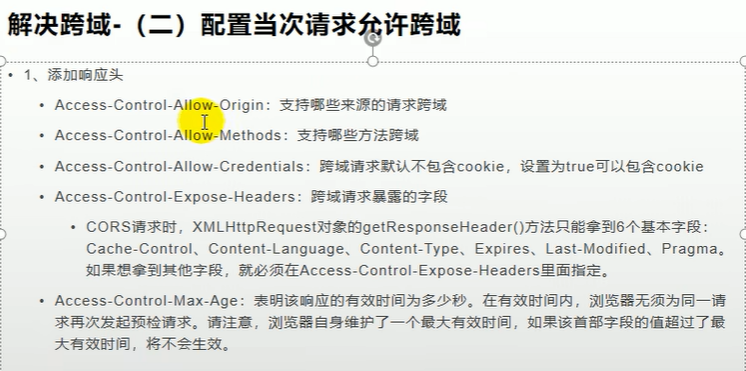 解决跨域-（二）配置当次请求允许跨域
• 1、添加响应头
• Access-Control-Allow-Origin：支持哪些来源的请求跨域
• Access-Control-Allow-Methods：支持哪些方法跨域
• Access-Control-Allow-Credentials：跨域请求默认不包含cookie，设置为true可以包含cookie
• Access-Control-Expose-Headers：跨域请求暴露的字段
• CORS请求时，XMLHttpRequest对象的getResponseHeader()方法只能拿到6个基本字段：
Cache-Control、Content-Language、Content-Type、Expires、Last-Modified、Pragma。
如果想拿到其他字段，就必须在Access-Control-Expose-Headers里面指定。
• Access-Control-Max-Age：表明该响应的有效时间为多少秒。在有效时间内，浏览器无须为同一请
求再次发起预检请求。请注意，浏览器自身维护了一个最大有效时间，如果该首部字段的值超过了最
大有效时间，将不会生效。